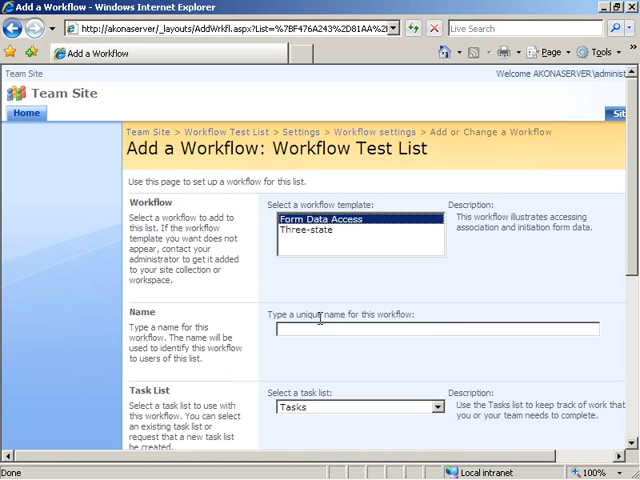 Add a Workflow - Windows Internet Explorer
http://akonaserver/_layouts/AddWrkfl.aspx?List=%7BF476A243%2D81AA%2
Live Search
Add a Workflow
Page
Tools
Team Site
Welcome AKONASERVER\administ
Team Site
Home
Sit
Team Site > Workflow Test List > Settings > Workflow settings > Add or Change a Workflow
Add a Workflow: Workflow Test List
Use this page to set up a workflow for this list.
Workflow
Select a workflow to add to
this list. If the workflow
template you want does not
appear, contact your
administrator to get it added
to your site collection or
workspace.
Select a workflow template:
Form Data Access
Three-state
Description:
This workflow illustrates accessing
association and initiation form data.
Name
Type a name for this
workflow. The name will be
used to identify this workflow
to users of this list.
Type a unique name for this workflow:
Task List
Select a task list to use with
this workflow. You can select
an existing task list or
request that a new task list
be created.
Select a task list:
Tasks
Description:
Use the Tasks list to keep track of work that
you or your team needs to complete.
Done
Local intranet
100%